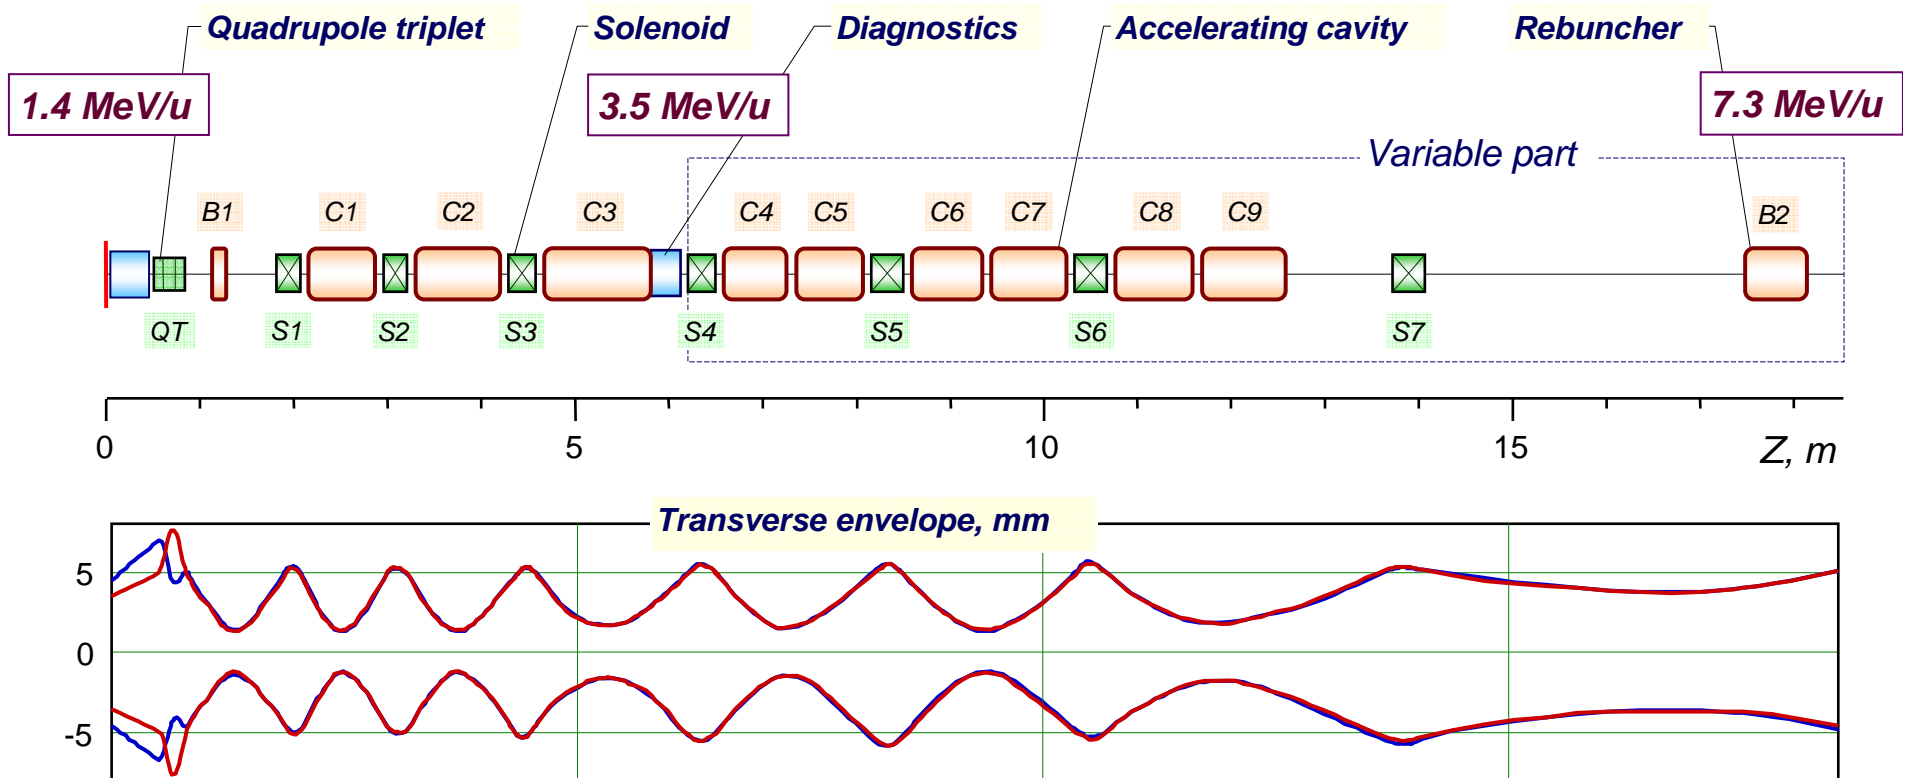 Quadrupole triplet Solenoid Diagnostics Accelerating cavity Rebuncher
1.4 MeV/u 3.5 MeV/u 7.3 MeV/u
Variable part
B1 C1 C2 C3 C4 C5 C6 C7 C8 C9 B2
QT S1 S2 S3 S4 S5 S6 S7
0 5 10 15 Z, m
Transverse envelope, mm
5
0
-5